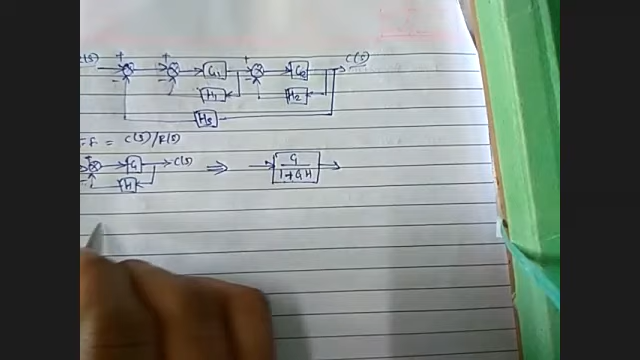 R(s) + - + - G1 + - G2 C(s)
H1 H2
H3
T.F = C(s)/R(s)
+ - G C(s) ⇒ G / 1+GH
H